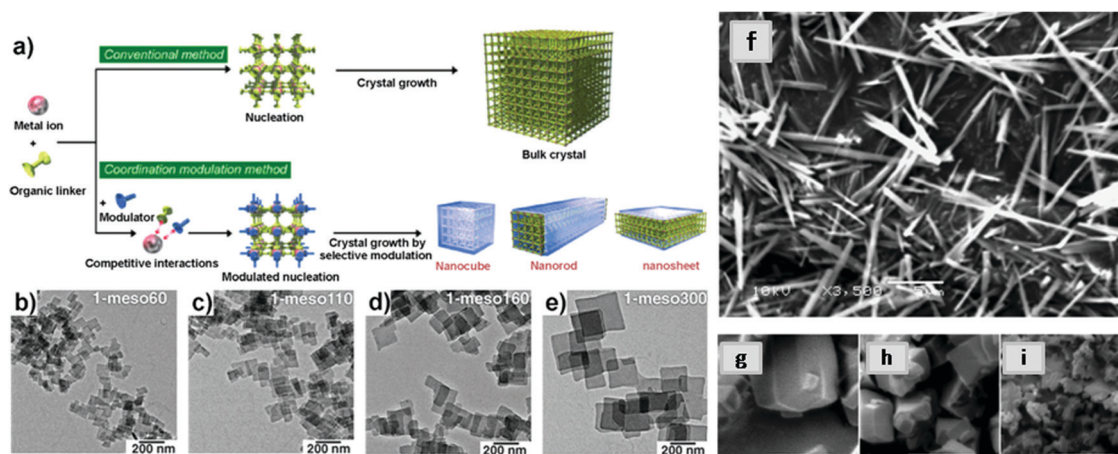 a)
Conventional method
Metal ion
+
Organic linker
Nucleation
Crystal growth
Bulk crystal
Coordination modulation method
+
Modulator
Competitive interactions
Modulated nucleation
Crystal growth by
selective modulation
Nanocube
Nanorod
nanosheet
b)
1-meso60
200 nm
c)
1-meso110
200 nm
d)
1-meso160
200 nm
e)
1-meso300
200 nm
f
10kV
X3,500
g
h
i